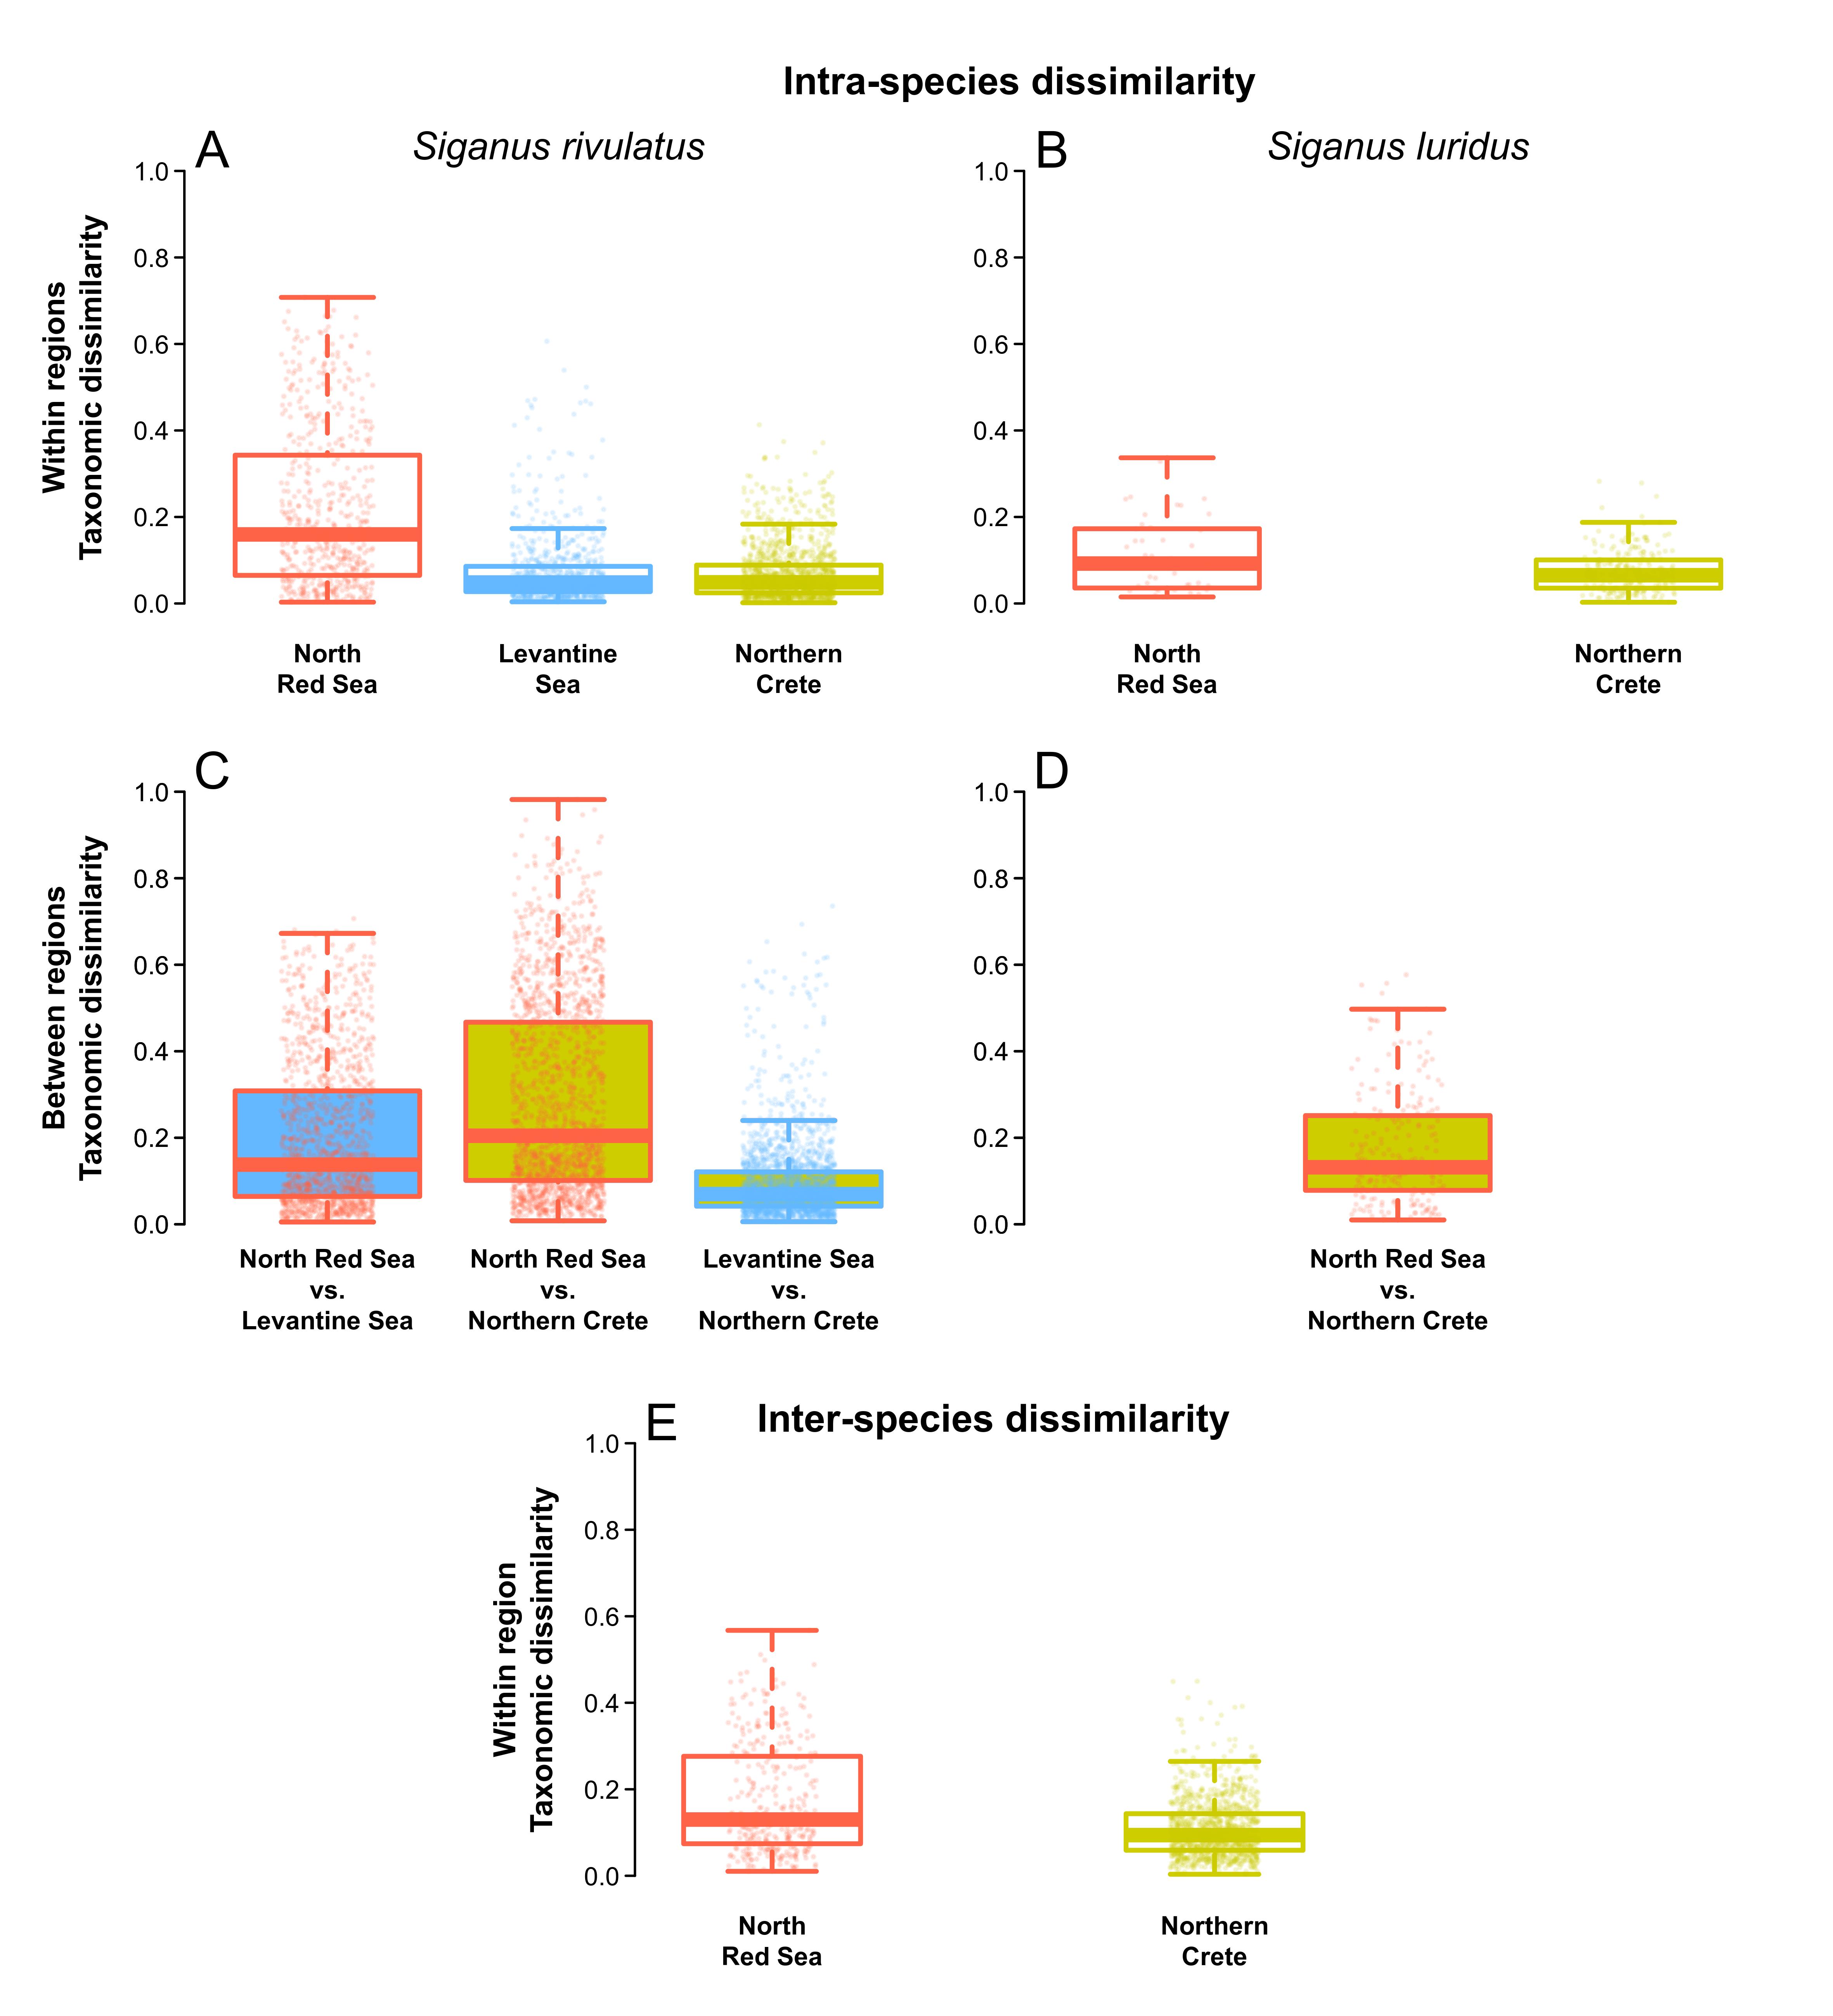 Intra-species dissimilarity
A
Siganus rivulatus
B
Siganus luridus
Within regions
Taxonomic dissimilarity
1.0
0.8
0.6
0.4
0.2
0.0
North
Red Sea
Levantine
Sea
Northern
Crete
1.0
0.8
0.6
0.4
0.2
0.0
North
Red Sea
Northern
Crete
C
D
Between regions
Taxonomic dissimilarity
1.0
0.8
0.6
0.4
0.2
0.0
North Red Sea
vs.
Levantine Sea
North Red Sea
vs.
Northern Crete
Levantine Sea
vs.
Northern Crete
1.0
0.8
0.6
0.4
0.2
0.0
North Red Sea
vs.
Northern Crete
E
Inter-species dissimilarity
Within region
Taxonomic dissimilarity
1.0
0.8
0.6
0.4
0.2
0.0
North
Red Sea
Northern
Crete